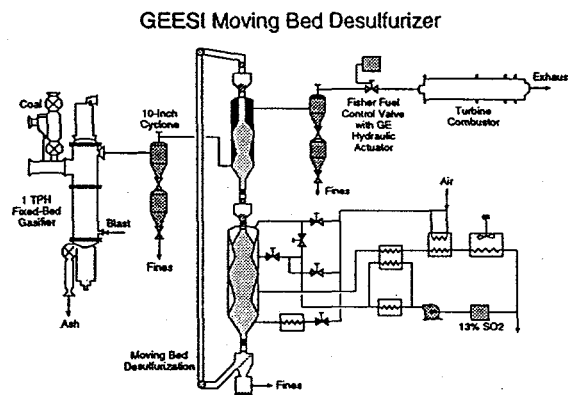 GEESI Moving Bed Desulfurizer
Coal
10-Inch
Cyclone
Fisher Fuel
Control Valve
with GE
Hydraulic
Actuator
Turbine
Combustor
Exhaust
1 TPH
Fixed-Bed
Gasifier
Blast
Fines
Fines
Air
Ash
13% SO2
Moving Bed
Desulfurization
Fines